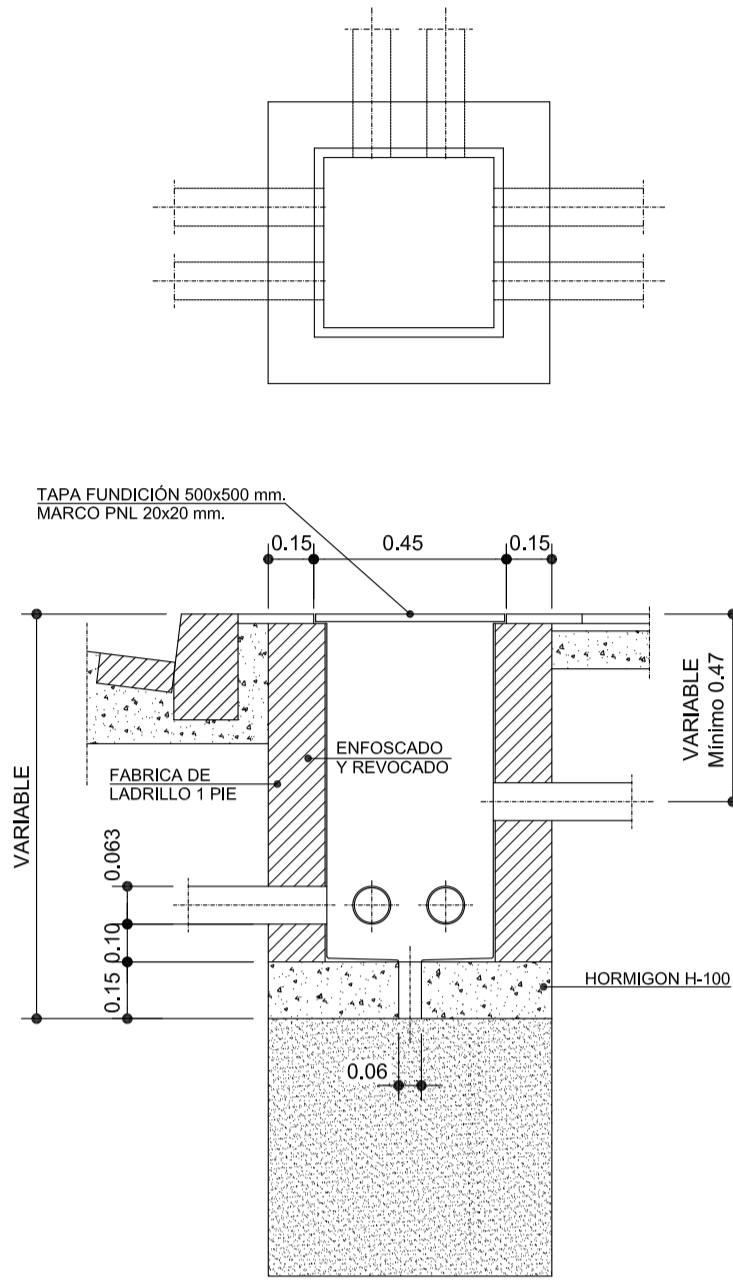 TAPA FUNDICIÓN 500x500 mm.
MARCO PNL 20x20 mm.
0.15
0.45
0.15
VARIABLE
Mínimo 0.47
ENFOSCADO
Y REVOCADO
FABRICA DE
LADRILLO 1 PIE
VARIABLE
0.063
0.10
0.15
HORMIGON H-100
0.06